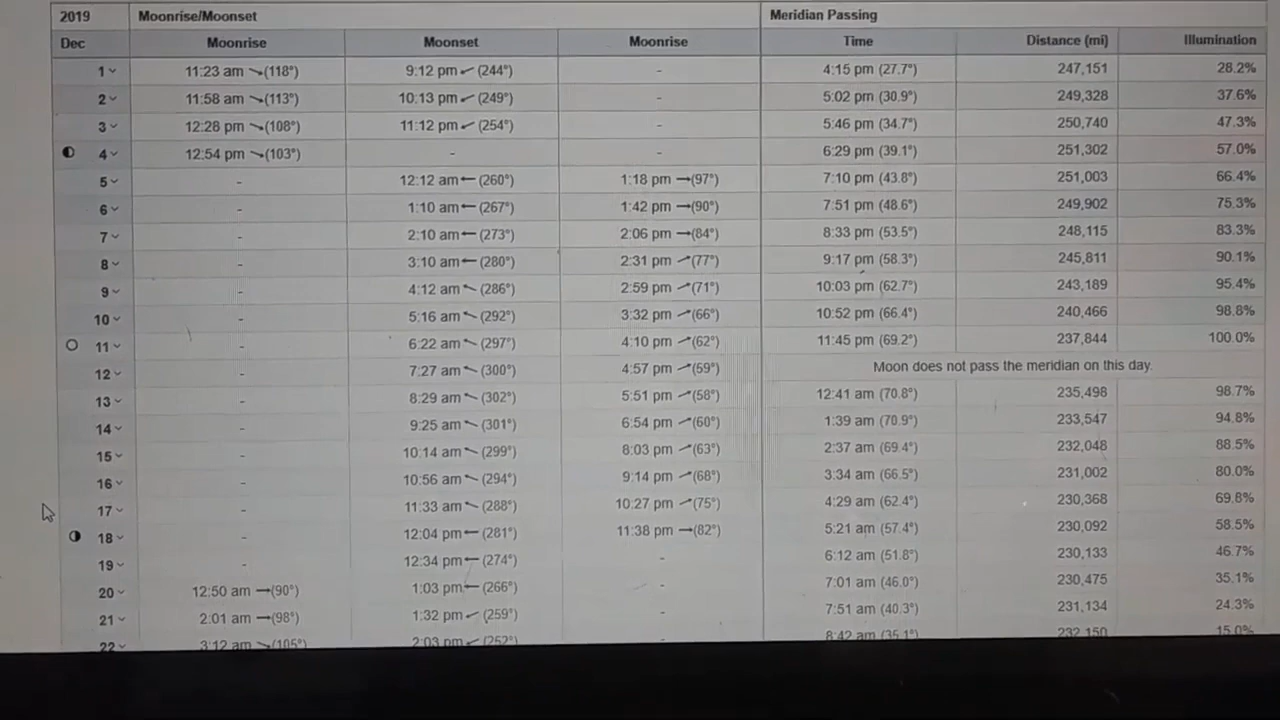 2019 Moonrise/Moonset Meridian Passing
Dec Moonrise Moonset Moonrise Time Distance (mi) Illumination
1 11:23 am (118°) 9:12 pm (244°) - 4:15 pm (27.7°) 247,151 28.2%
2 11:58 am (113°) 10:13 pm (249°) - 5:02 pm (30.9°) 249,328 37.6%
3 12:28 pm (108°) 11:12 pm (254°) - 5:46 pm (34.7°) 250,740 47.3%
4 12:54 pm (103°) - - 6:29 pm (39.1°) 251,302 57.0%
5 - 12:12 am (260°) 1:18 pm (97°) 7:10 pm (43.8°) 251,003 66.4%
6 - 1:10 am (267°) 1:42 pm (90°) 7:51 pm (48.6°) 249,902 75.3%
7 - 2:10 am (273°) 2:06 pm (84°) 8:33 pm (53.5°) 248,115 83.3%
8 - 3:10 am (280°) 2:31 pm (77°) 9:17 pm (58.3°) 245,811 90.1%
9 - 4:12 am (286°) 2:59 pm (71°) 10:03 pm (62.7°) 243,189 95.4%
10 - 5:16 am (292°) 3:32 pm (66°) 10:52 pm (66.4°) 240,466 98.8%
11 - 6:22 am (297°) 4:10 pm (62°) 11:45 pm (69.2°) 237,844 100.0%
12 - 7:27 am (300°) 4:57 pm (59°) Moon does not pass the meridian on this day.
13 - 8:29 am (302°) 5:51 pm (58°) 12:41 am (70.8°) 235,498 98.7%
14 - 9:25 am (301°) 6:54 pm (60°) 1:39 am (70.9°) 233,547 94.8%
15 - 10:14 am (299°) 8:03 pm (63°) 2:37 am (69.4°) 232,048 88.5%
16 - 10:56 am (294°) 9:14 pm (68°) 3:34 am (66.5°) 231,002 80.0%
17 - 11:33 am (288°) 10:27 pm (75°) 4:29 am (62.4°) 230,368 69.8%
18 - 12:04 pm (281°) 11:38 pm (82°) 5:21 am (57.4°) 230,092 58.5%
19 - 12:34 pm (274°) - 6:12 am (51.8°) 230,133 46.7%
20 12:50 am (90°) 1:03 pm (266°) - 7:01 am (46.0°) 230,475 35.1%
21 2:01 am (98°) 1:32 pm (259°) - 7:51 am (40.3°) 231,134 24.3%
22 3:12 am (105°) 2:03 pm (252°) - 8:42 am (35.1°) 232,150 15.0%